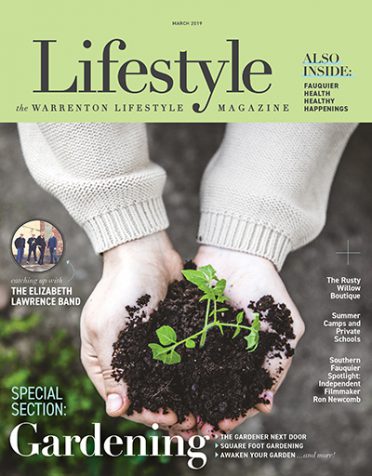 MARCH 2019
Lifestyle
the WARRENTON LIFESTYLE MAGAZINE
ALSO
INSIDE:
FAUQUIER
HEALTH
HEALTHY
HAPPENINGS
catching up with
THE ELIZABETH
LAWRENCE BAND
The Rusty
Willow
Boutique
Summer
Camps and
Private
Schools
Southern
Fauquier
Spotlight:
Independent
Filmmaker
Ron Newcomb
SPECIAL
SECTION:
Gardening
THE GARDENER NEXT DOOR
SQUARE FOOT GARDENING
AWAKEN YOUR GARDEN ...and more!